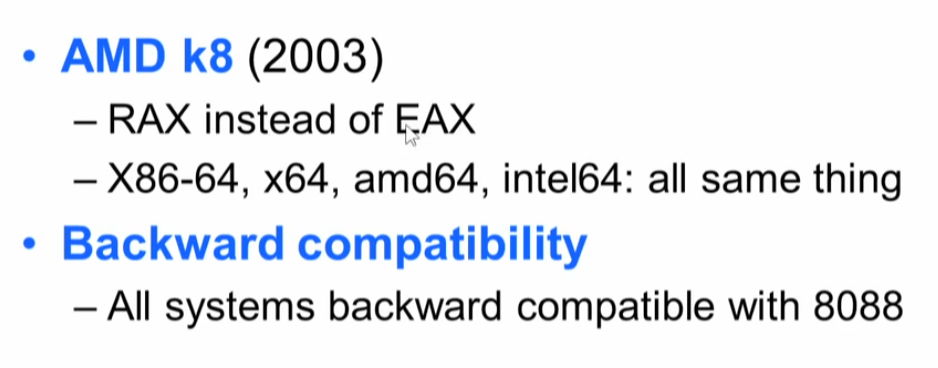 • AMD k8 (2003)
– RAX instead of EAX
– X86-64, x64, amd64, intel64: all same thing
• Backward compatibility
– All systems backward compatible with 8088